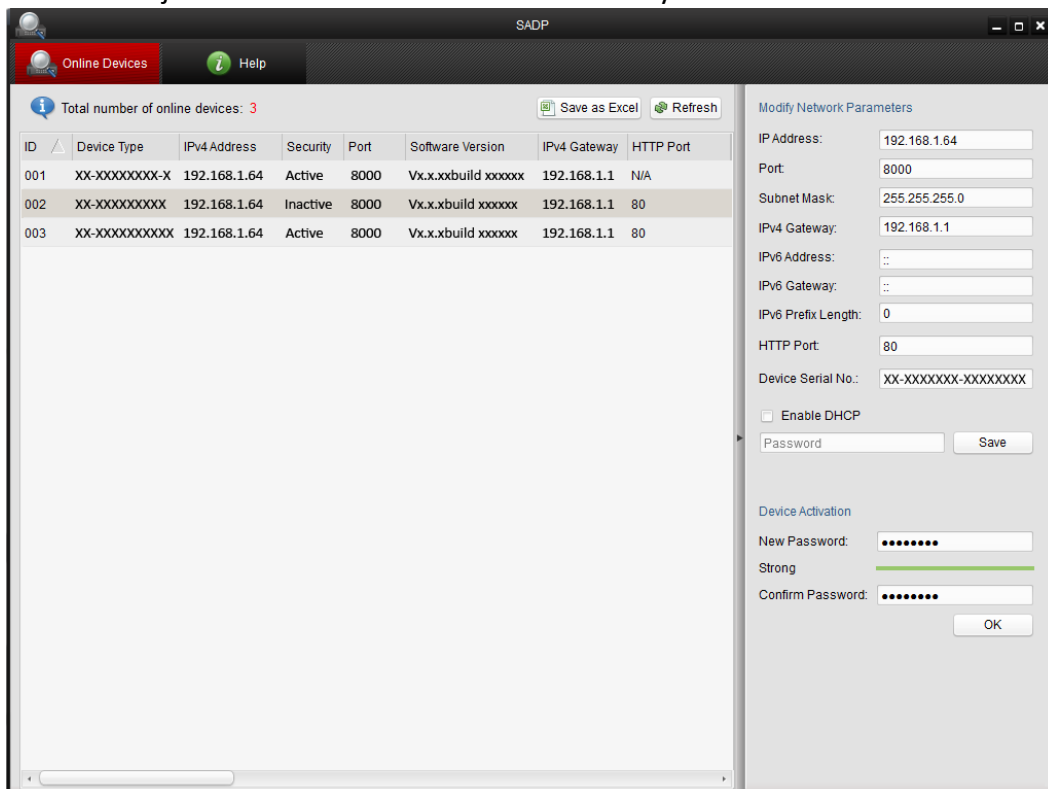 SADP
Online Devices Help
Total number of online devices: 3 Save as Excel Refresh
ID Device Type IPv4 Address Security Port Software Version IPv4 Gateway HTTP Port
001 XX-XXXXXXXX-X 192.168.1.64 Active 8000 Vx.x.xxbuild xxxxxx 192.168.1.1 N/A
002 XX-XXXXXXXXX 192.168.1.64 Inactive 8000 Vx.x.xbuild xxxxxx 192.168.1.1 80
003 XX-XXXXXXXXXX 192.168.1.64 Active 8000 Vx.x.xbuild xxxxxx 192.168.1.1 80
Modify Network Parameters
IP Address: 192.168.1.64
Port: 8000
Subnet Mask: 255.255.255.0
IPv4 Gateway: 192.168.1.1
IPv6 Address: ::
IPv6 Gateway: ::
IPv6 Prefix Length: 0
HTTP Port: 80
Device Serial No.: XX-XXXXXXX-XXXXXXXX
Enable DHCP
Password Save
Device Activation
New Password: ●●●●●●●●
Strong
Confirm Password: ●●●●●●●●
OK